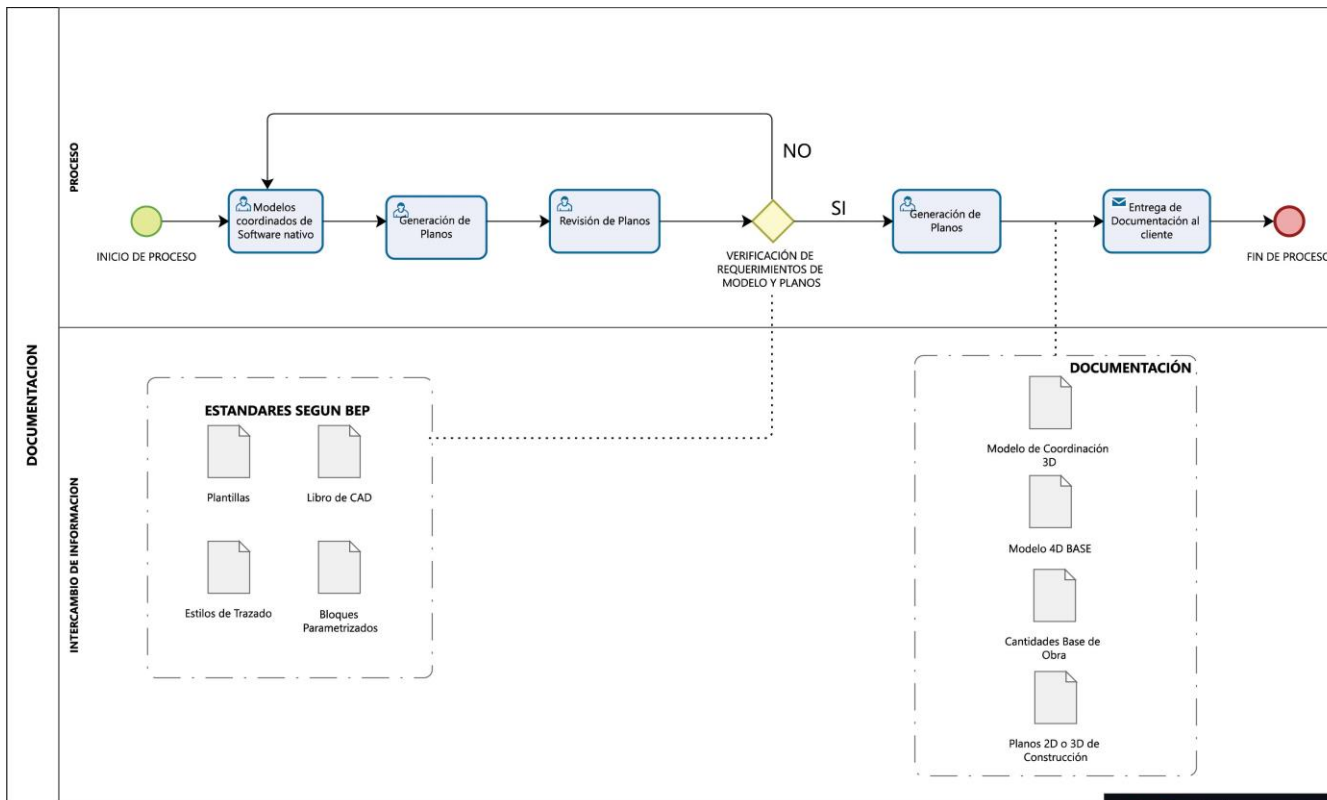 DOCUMENTACION
PROCESO
INICIO DE PROCESO
Modelos
coordinados de
Software nativo
Generación de
Planos
Revisión de Planos
NO
VERIFICACIÓN DE
REQUERIMIENTOS DE
MODELO Y PLANOS
SI
Generación de
Planos
Entrega de
Documentación al
cliente
FIN DE PROCESO
INTERCAMBIO DE INFORMACION
ESTANDARES SEGUN BEP
Plantillas
Libro de CAD
Estilos de Trazado
Bloques
Parametrizados
DOCUMENTACIÓN
Modelo de Coordinación
3D
Modelo 4D BASE
Cantidades Base de
Obra
Planos 2D o 3D de
Construcción